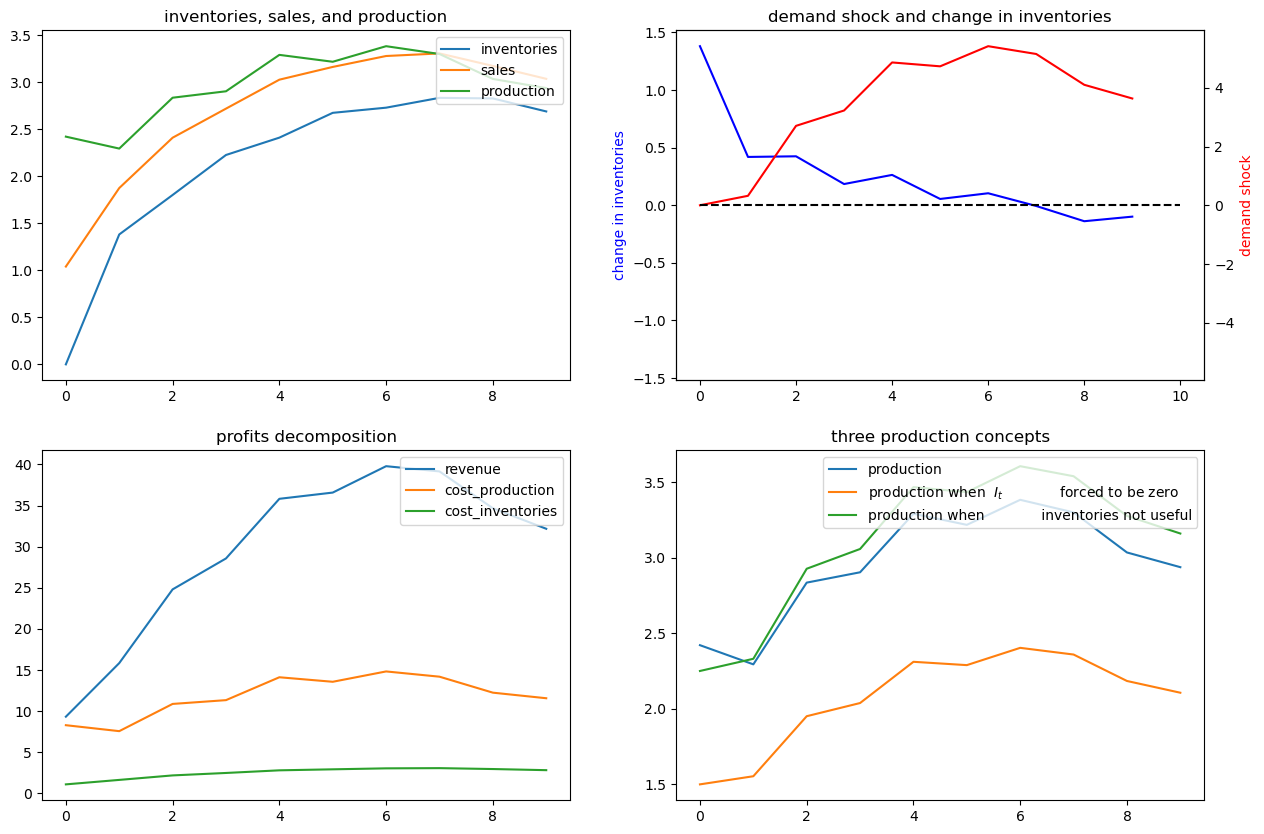 inventories, sales, and production
3.5
3.0
2.5
2.0
1.5
1.0
0.5
0.0
0 2 4 6 8
inventories
sales
production
demand shock and change in inventories
change in inventories
1.5
1.0
0.5
0.0
−0.5
−1.0
−1.5
0 2 4 6 8 10
4
2
0
−2
−4
demand shock
profits decomposition
40
35
30
25
20
15
10
5
0
0 2 4 6 8
revenue
cost_production
cost_inventories
three production concepts
3.5
3.0
2.5
2.0
1.5
0 2 4 6 8
production
production when I_t forced to be zero
production when inventories not useful